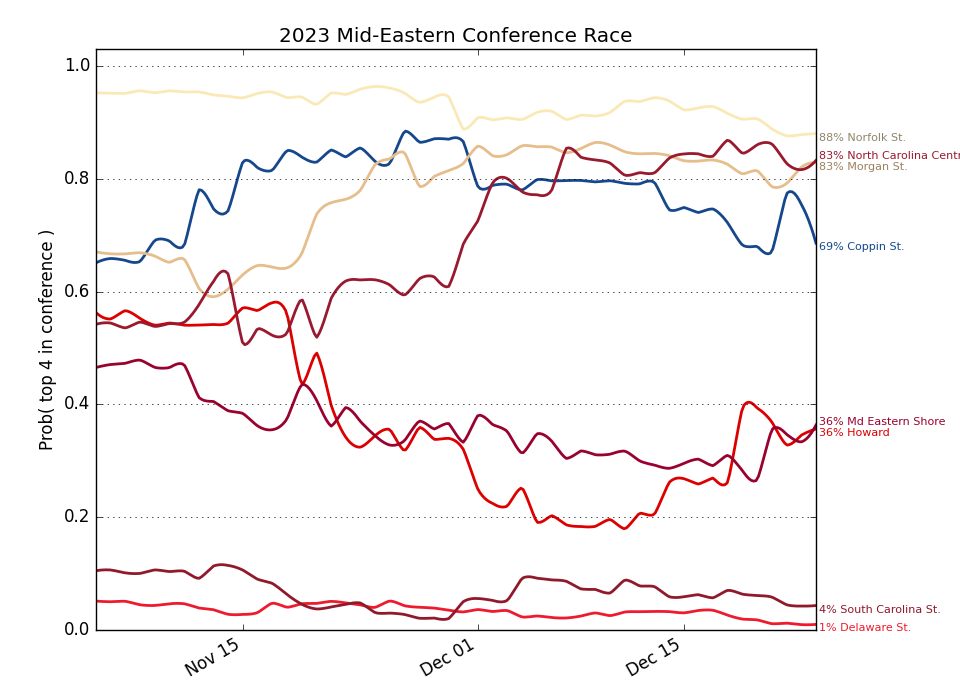 2023 Mid-Eastern Conference Race
1.0
0.8
0.6
0.4
0.2
0.0
Prob( top 4 in conference )
Nov 15
Dec 01
Dec 15
88% Norfolk St.
83% North Carolina Centr
83% Morgan St.
69% Coppin St.
36% Md Eastern Shore
36% Howard
4% South Carolina St.
1% Delaware St.